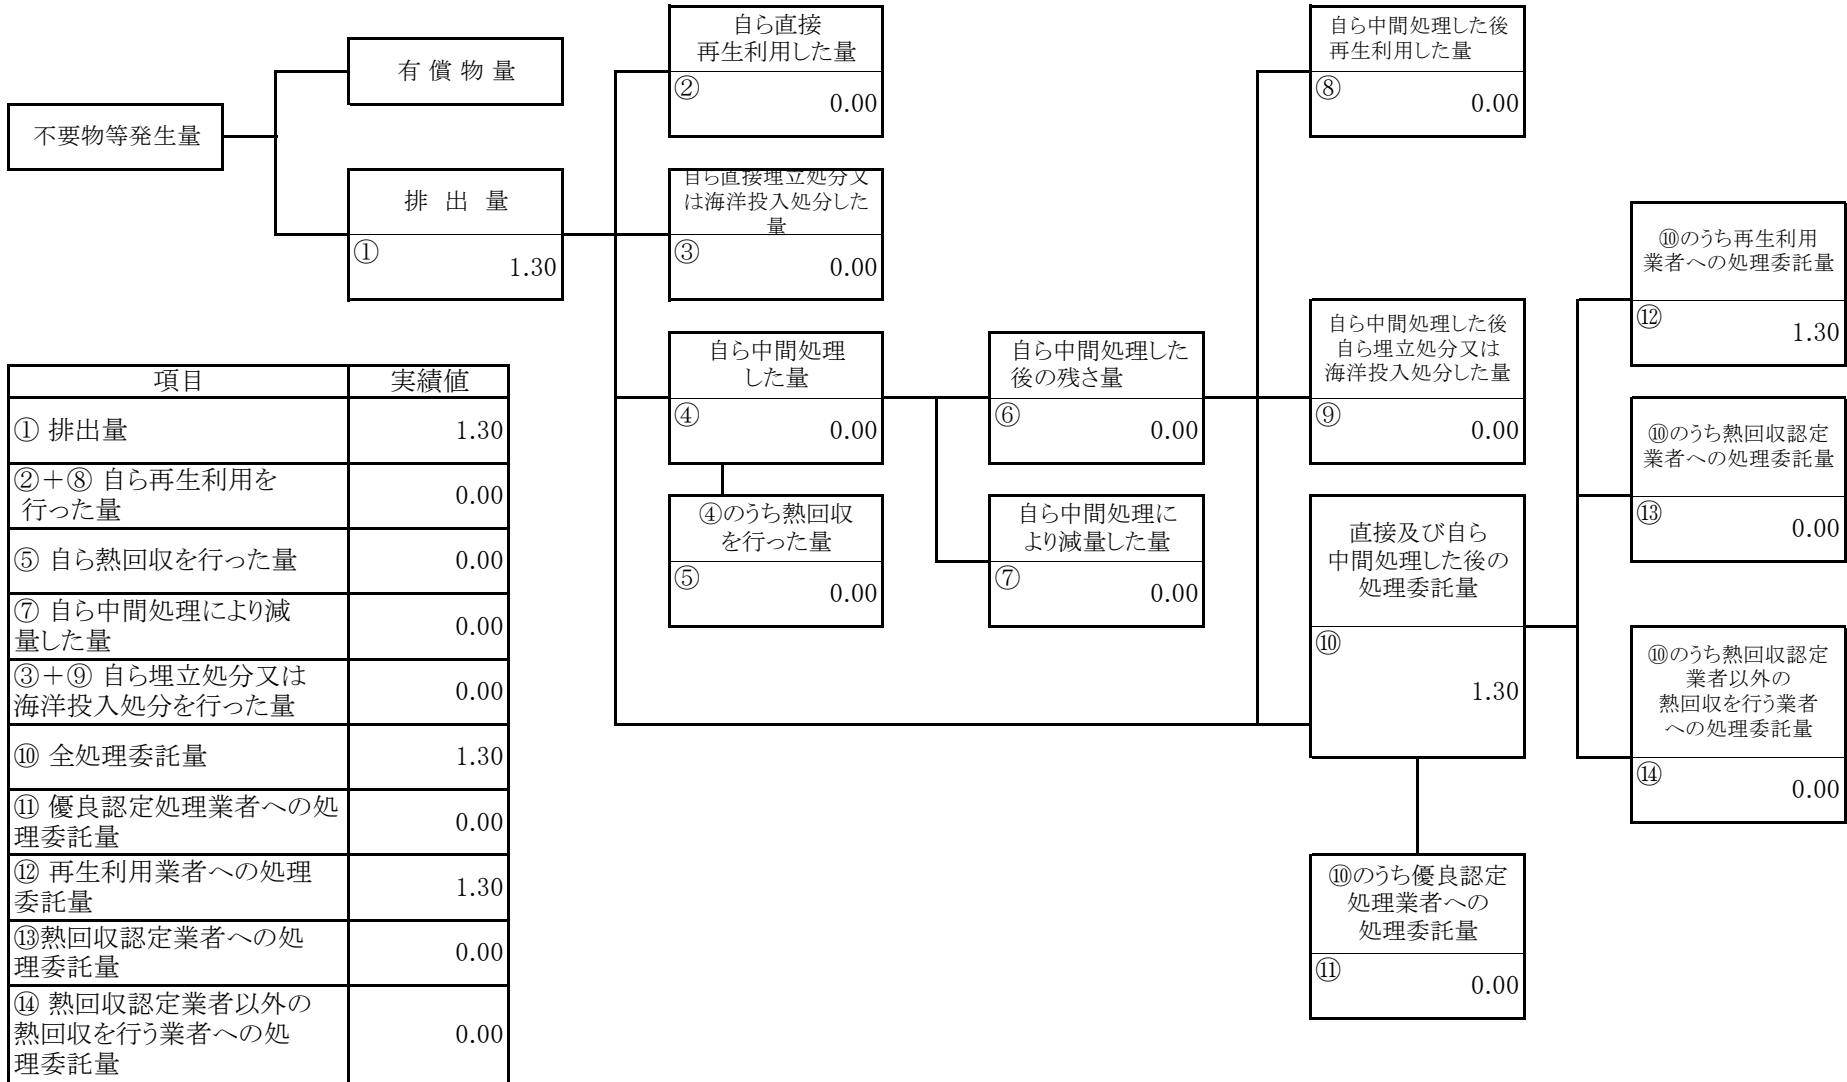 不要物等発生量
有 償 物 量
排 出 量
①
1.30
自ら直接
再生利用した量
②
0.00
自ら直接埋立処分又
は海洋投入処分した
量
③
0.00
自ら中間処理
した量
④
0.00
④のうち熱回収
を行った量
⑤
0.00
自ら中間処理した
後の残さ量
⑥
0.00
自ら中間処理に
より減量した量
⑦
0.00
自ら中間処理した後
再生利用した量
⑧
0.00
自ら中間処理した後
自ら埋立処分又は
海洋投入処分した量
⑨
0.00
直接及び自ら
中間処理した後の
処理委託量
⑩
1.30
⑩のうち優良認定
処理業者への
処理委託量
⑪
0.00
⑩のうち再生利用
業者への処理委託量
⑫
1.30
⑩のうち熱回収認定
業者への処理委託量
⑬
0.00
⑩のうち熱回収認定
業者以外の
熱回収を行う業者
への処理委託量
⑭
0.00
項目 実績値
① 排出量 1.30
②+⑧ 自ら再生利用を
行った量 0.00
⑤ 自ら熱回収を行った量 0.00
⑦ 自ら中間処理により減
量した量 0.00
③+⑨ 自ら埋立処分又は
海洋投入処分を行った量 0.00
⑩ 全処理委託量 1.30
⑪ 優良認定処理業者への処
理委託量 0.00
⑫ 再生利用業者への処理
委託量 1.30
⑬熱回収認定業者への処
理委託量 0.00
⑭ 熱回収認定業者以外の
熱回収を行う業者への処
理委託量 0.00